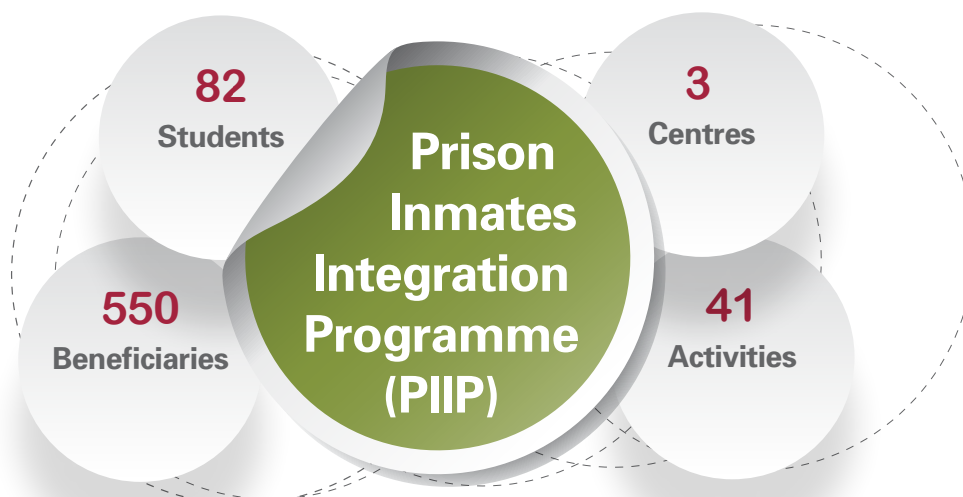 82
Students
550
Beneficiaries
Prison
Inmates
Integration
Programme
(PIIP)
3
Centres
41
Activities